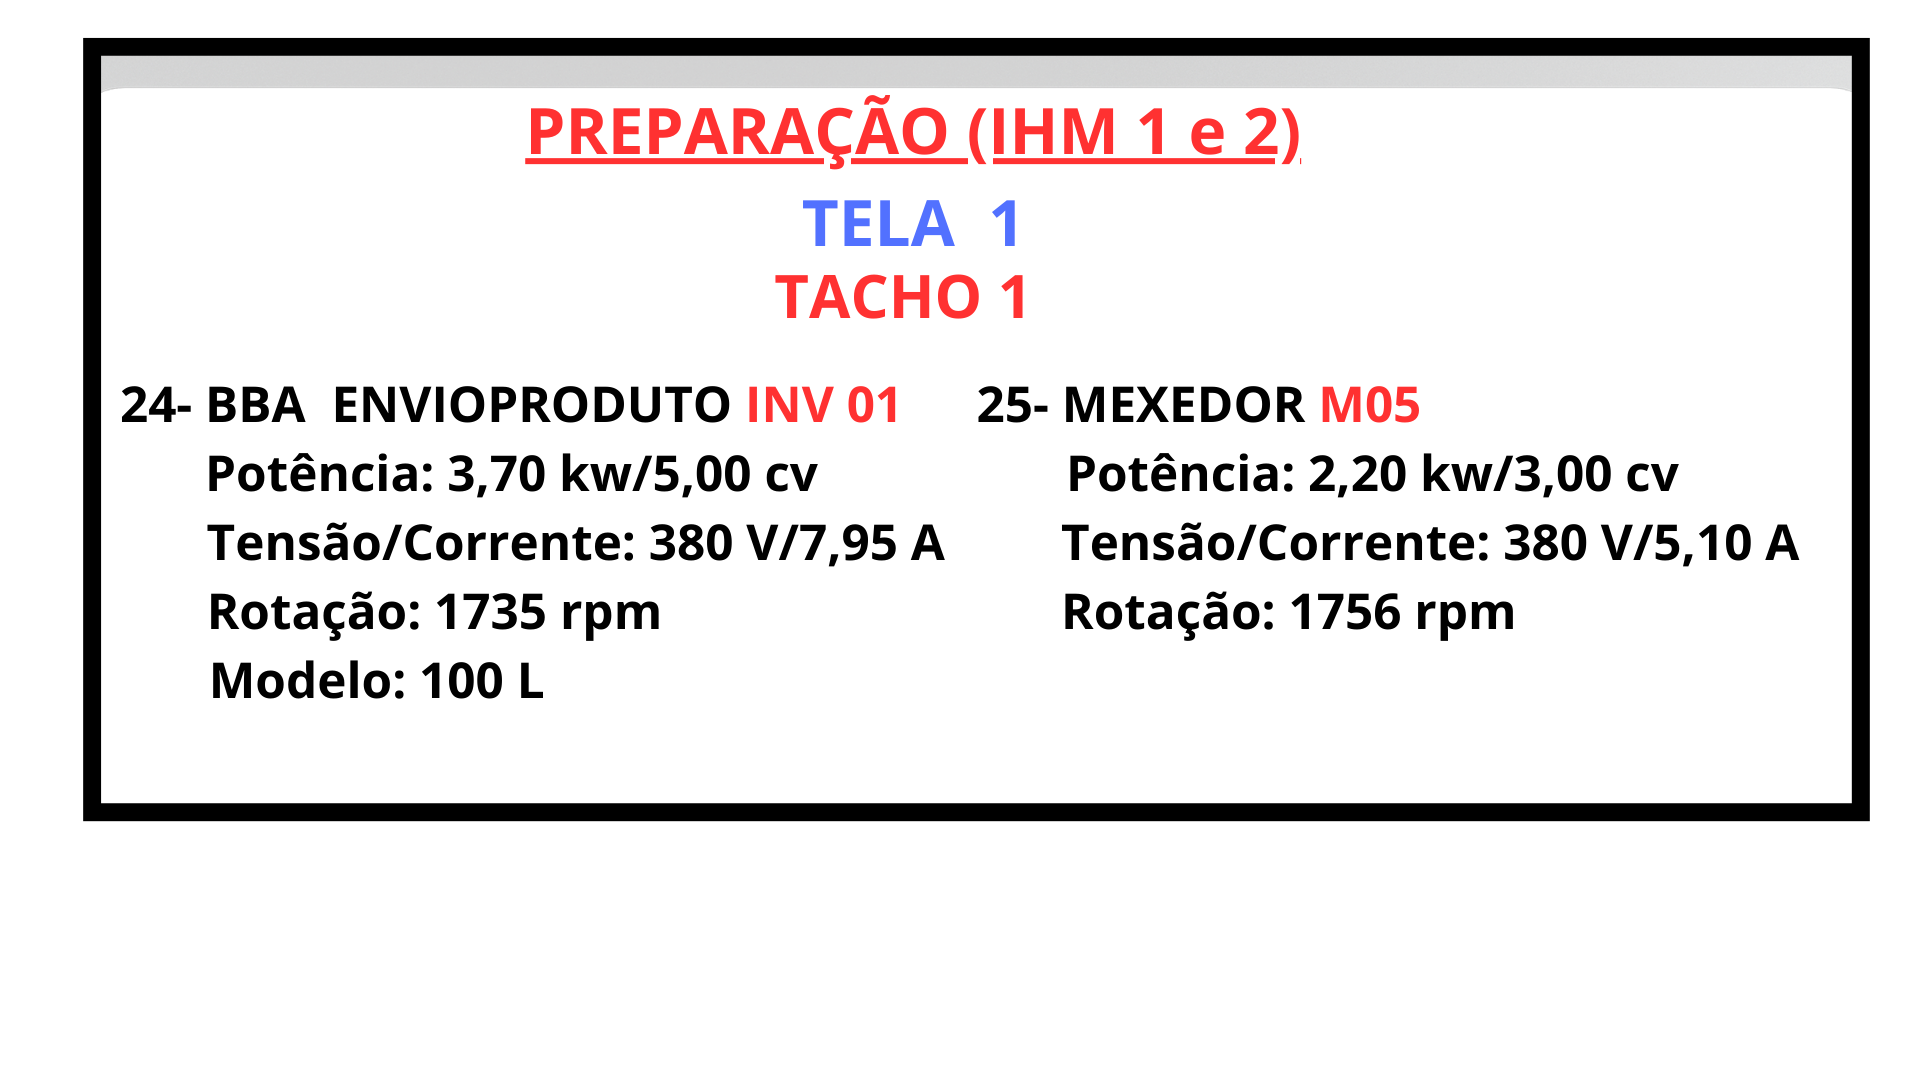 PREPARAÇÃO (IHM 1 e 2)
TELA  1
TACHO 1
24- BBA  ENVIOPRODUTO INV 01
Potência: 3,70 kw/5,00 cv
Tensão/Corrente: 380 V/7,95 A
Rotação: 1735 rpm
Modelo: 100 L
25- MEXEDOR M05
Potência: 2,20 kw/3,00 cv
Tensão/Corrente: 380 V/5,10 A
Rotação: 1756 rpm